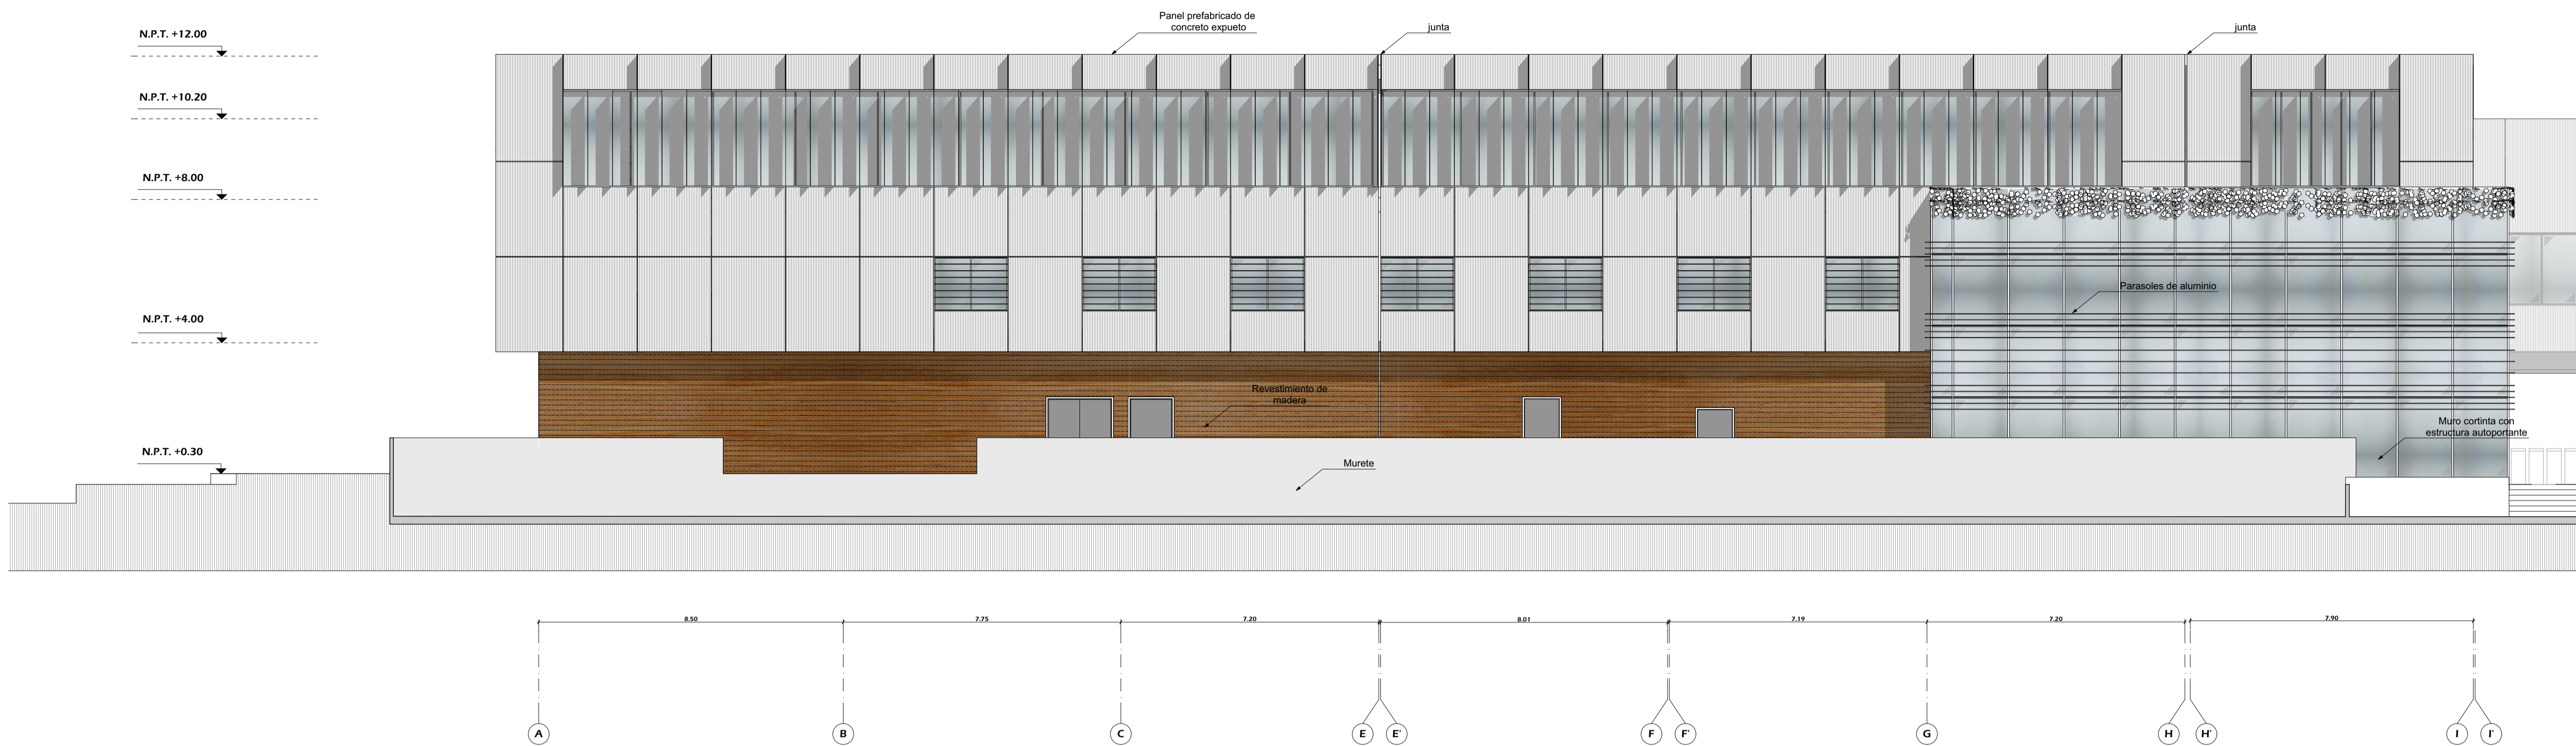 Panel prefabricado de
concreto expueto
junta
junta
N.P.T. +12.00
N.P.T. +10.20
N.P.T. +8.00
N.P.T. +4.00
N.P.T. +0.30
Parasoles de aluminio
Revestimiento de
madera
Muro cortina con
estructura autoportante
Murete
8.50
7.75
7.20
8.01
7.19
7.20
7.90
A
B
C
E
E'
F
F'
G
H
H'
I
I'